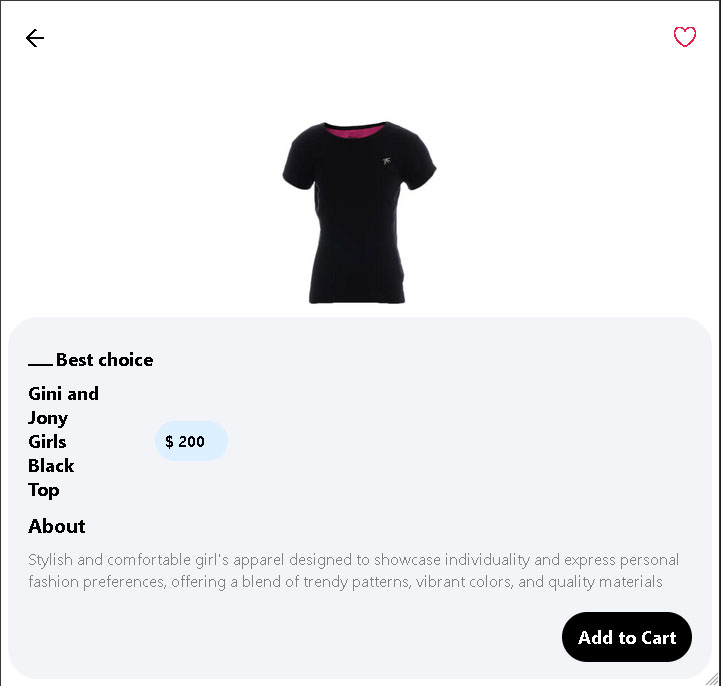 Best choice
Gini and
Jony
Girls
Black
Top
$ 200
About
Stylish and comfortable girl's apparel designed to showcase individuality and express personal
fashion preferences, offering a blend of trendy patterns, vibrant colors, and quality materials
Add to Cart